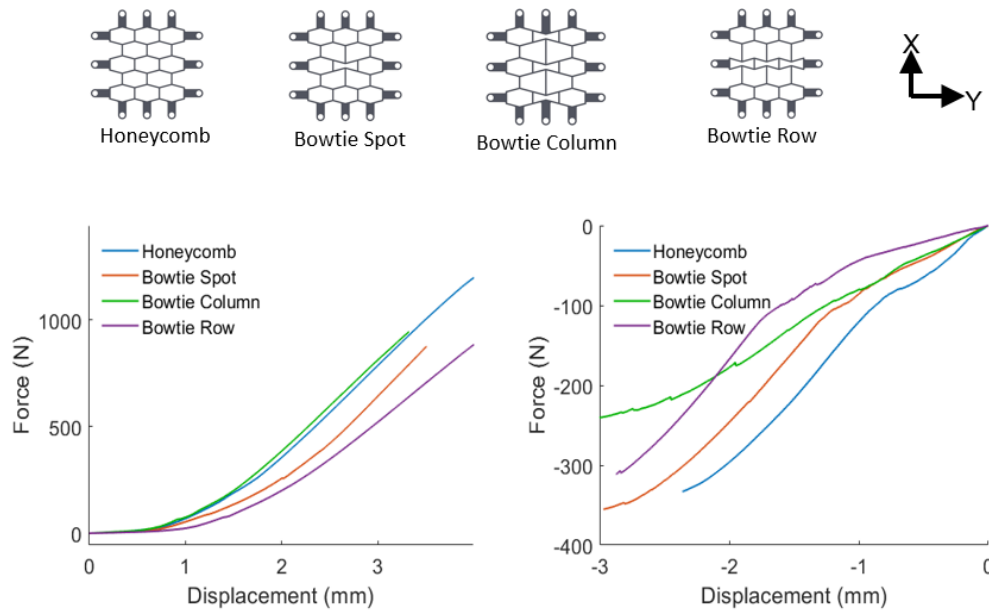 X
Y
Honeycomb
Bowtie Spot
Bowtie Column
Bowtie Row
Honeycomb
Bowtie Spot
Bowtie Column
Bowtie Row
1000
500
0
Force (N)
0
1
2
3
Displacement (mm)
Honeycomb
Bowtie Spot
Bowtie Column
Bowtie Row
0
-100
-200
-300
-400
Force (N)
-3
-2
-1
0
Displacement (mm)